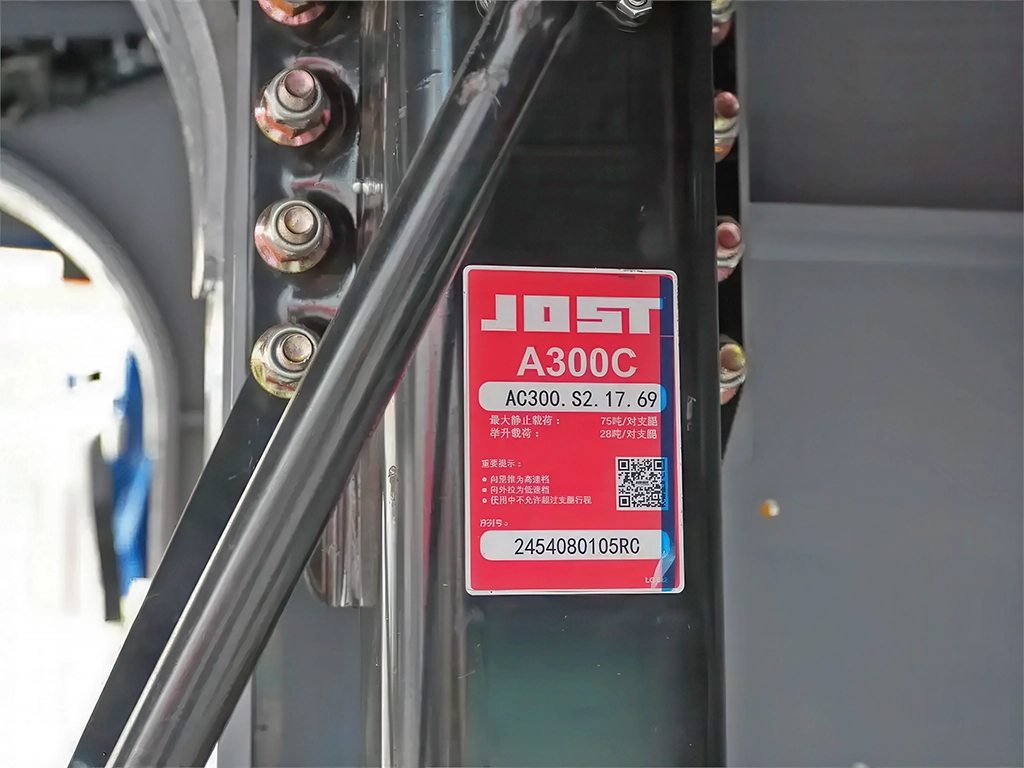 JOST
A300C
AC300.S2.17.69
最大静止载荷： 75吨/对支腿
举升载荷： 28吨/对支腿
重要提示：
向里推为高速档
向外拉为低速档
使用中不允许超过支腿行程
2454080105RC